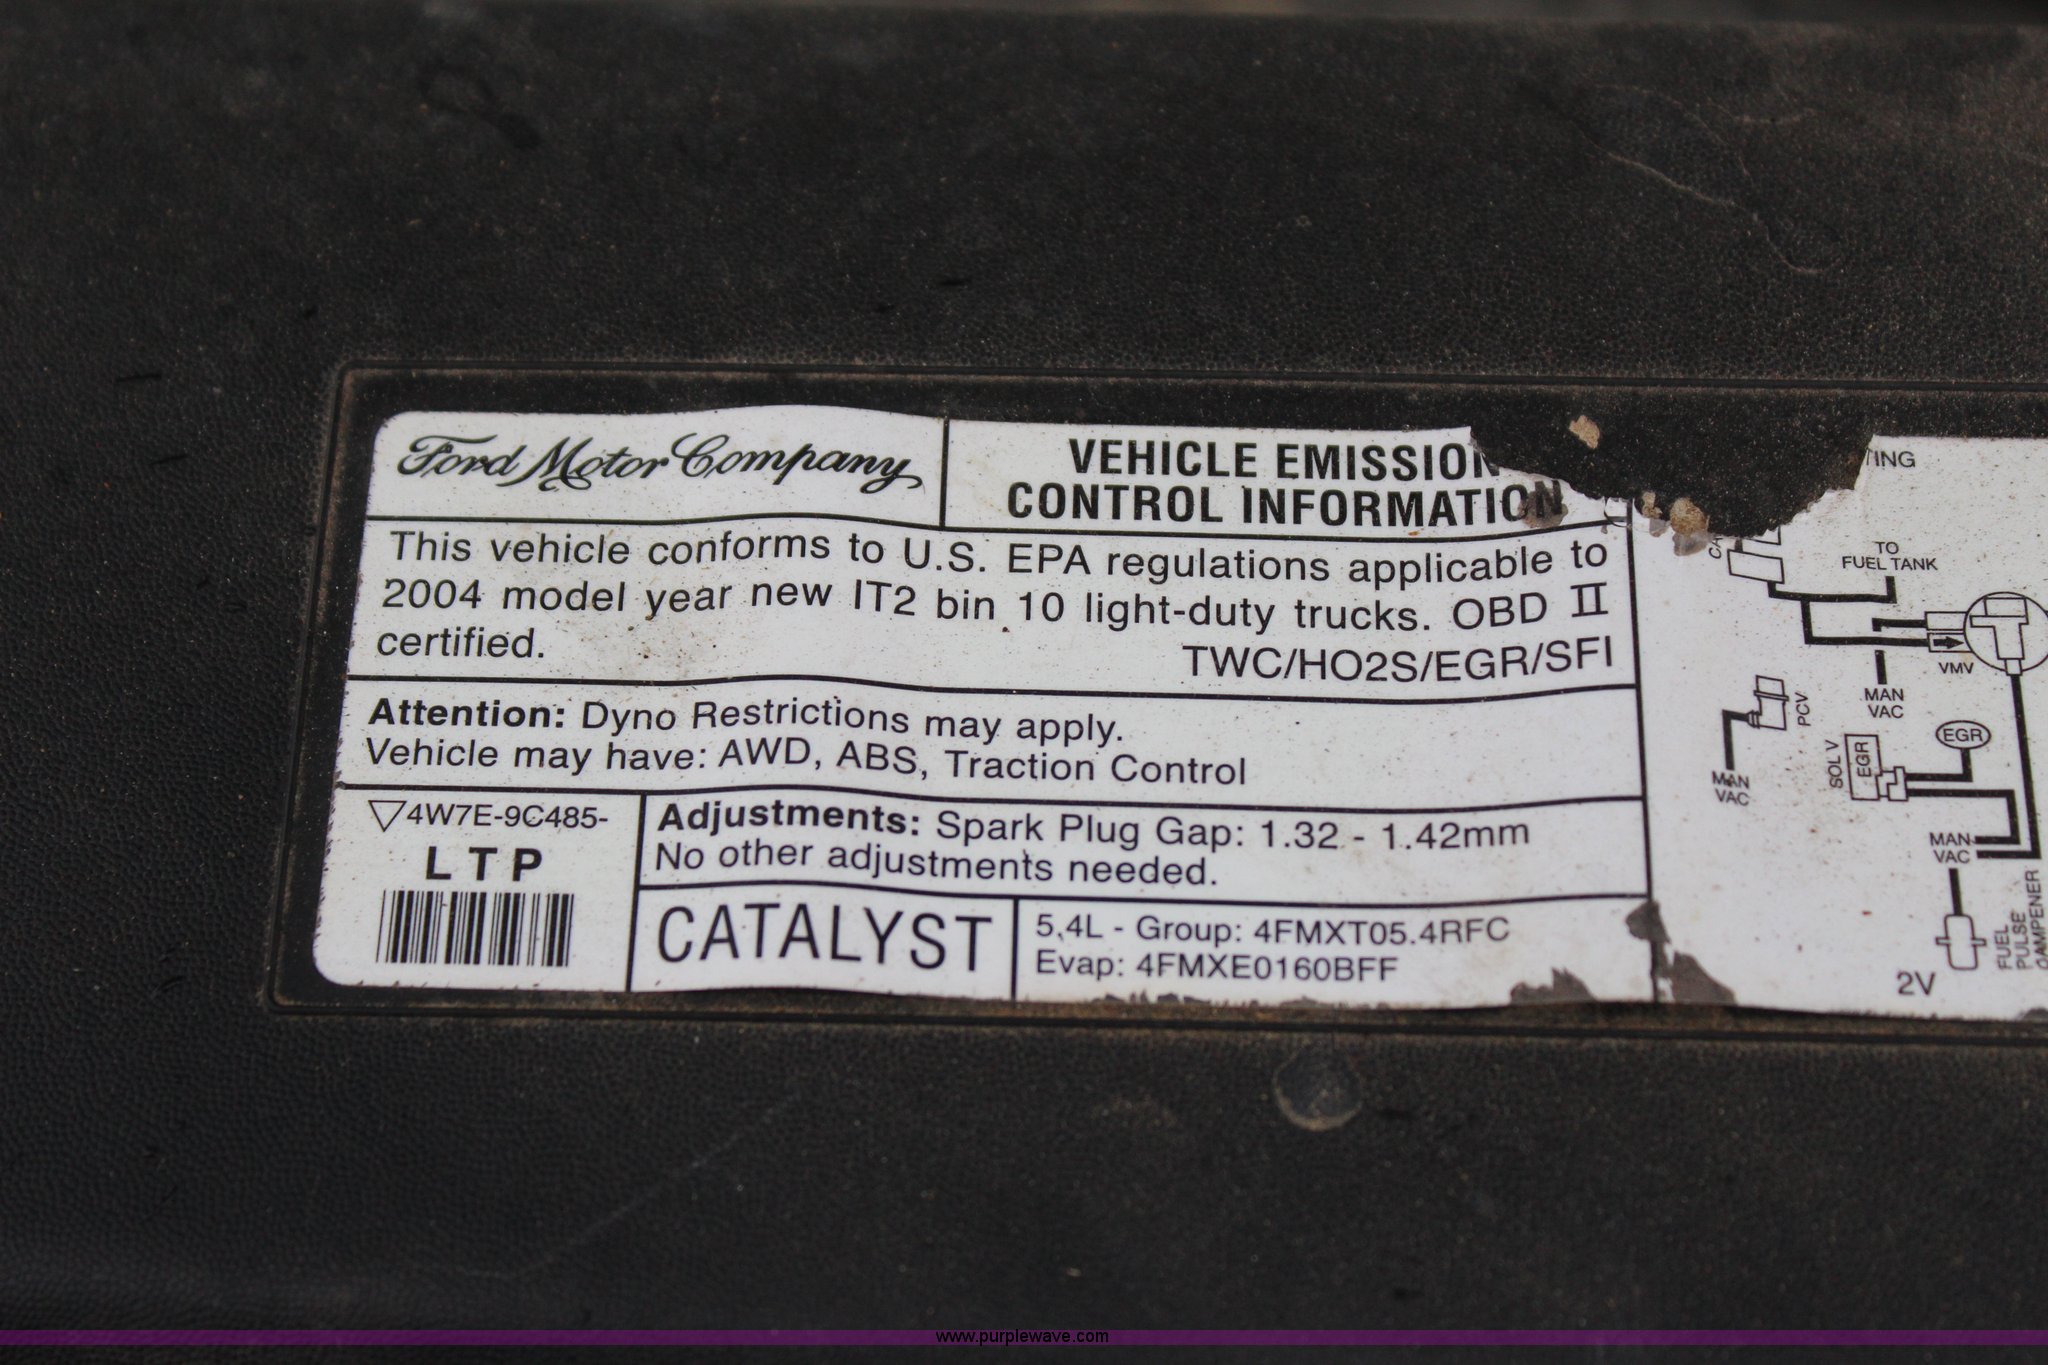 Ford Motor Company
VEHICLE EMISSION
CONTROL INFORMATION
This vehicle conforms to U.S. EPA regulations applicable to
2004 model year new IT2 bin 10 light-duty trucks. OBD II
certified.
TWC/HO2S/EGR/SFI
Attention: Dyno Restrictions may apply.
Vehicle may have: AWD, ABS, Traction Control
4W7E-9C485-
LTP
Adjustments: Spark Plug Gap: 1.32 - 1.42mm
No other adjustments needed.
CATALYST
5.4L - Group: 4FMXT05.4RFC
Evap: 4FMXE0160BFF
TO
FUEL TANK
VMV
MAN
VAC
PCV
MAN
VAC
SOL V
EGR
EGR
MAN
VAC
FUEL
PULSE
DAMPENER
2V
www.purplewave.com